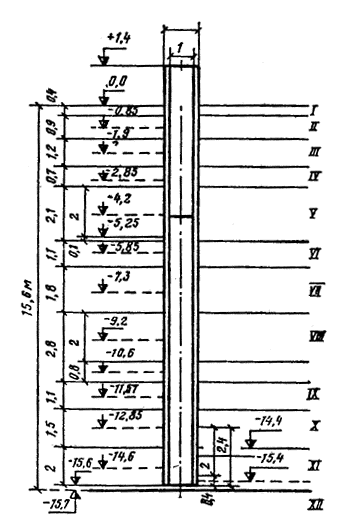 1
+1,4
0,0
0,4
I
-0,85
0,9
II
-1,9
1,2
III
-2,85
0,7
IV
-4,2
2
2,1
V
-5,25
0,1
-5,85
1,1
VI
-7,3
1,8
VII
15,6 м
-9,2
2
2,8
VIII
-10,6
0,8
-11,57
1,1
IX
-12,85
1,5
X
-14,4
2,4
2
-14,6
2
XI
-15,4
-15,6
0,4
-15,7
XII